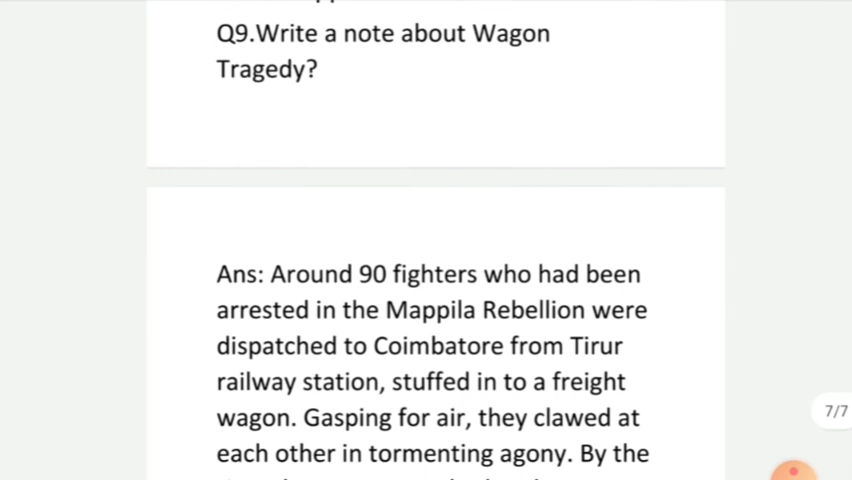 Q9.Write a note about Wagon
Tragedy?
Ans: Around 90 fighters who had been
arrested in the Mappila Rebellion were
dispatched to Coimbatore from Tirur
railway station, stuffed in to a freight
wagon. Gasping for air, they clawed at
each other in tormenting agony. By the
7/7